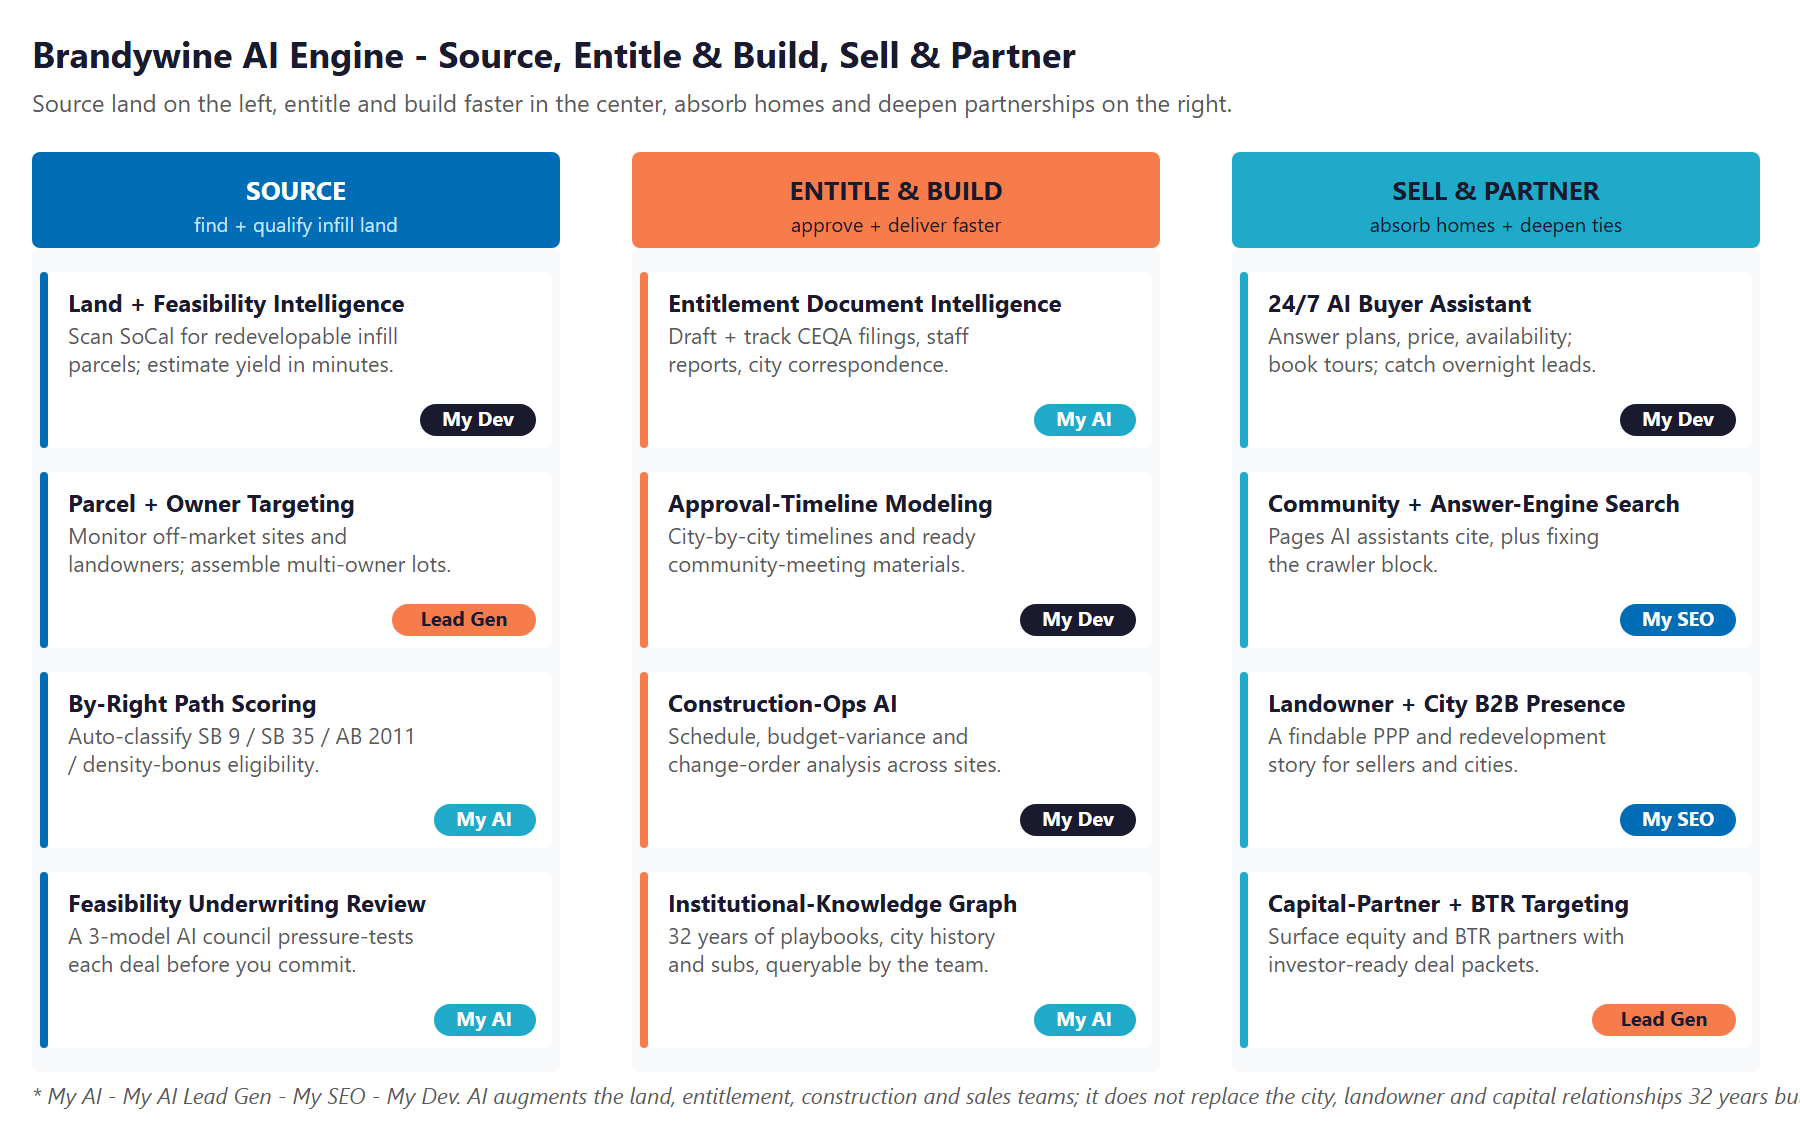 Brandywine AI Engine - Source, Entitle & Build, Sell & Partner
Source land on the left, entitle and build faster in the center, absorb homes and deepen partnerships on the right.
SOURCE
find + qualify infill land
Land + Feasibility Intelligence
Scan SoCal for redevelopable infill
parcels; estimate yield in minutes.
My Dev
Parcel + Owner Targeting
Monitor off-market sites and
landowners; assemble multi-owner lots.
Lead Gen
By-Right Path Scoring
Auto-classify SB 9 / SB 35 / AB 2011
/ density-bonus eligibility.
My AI
Feasibility Underwriting Review
A 3-model AI council pressure-tests
each deal before you commit.
My AI
ENTITLE & BUILD
approve + deliver faster
Entitlement Document Intelligence
Draft + track CEQA filings, staff
reports, city correspondence.
My AI
Approval-Timeline Modeling
City-by-city timelines and ready
community-meeting materials.
My Dev
Construction-Ops AI
Schedule, budget-variance and
change-order analysis across sites.
My Dev
Institutional-Knowledge Graph
32 years of playbooks, city history
and subs, queryable by the team.
My AI
SELL & PARTNER
absorb homes + deepen ties
24/7 AI Buyer Assistant
Answer plans, price, availability;
book tours; catch overnight leads.
My Dev
Community + Answer-Engine Search
Pages AI assistants cite, plus fixing
the crawler block.
My SEO
Landowner + City B2B Presence
A findable PPP and redevelopment
story for sellers and cities.
My SEO
Capital-Partner + BTR Targeting
Surface equity and BTR partners with
investor-ready deal packets.
Lead Gen
* My AI - My AI Lead Gen - My SEO - My Dev. AI augments the land, entitlement, construction and sales teams; it does not replace the city, landowner and capital relationships 32 years